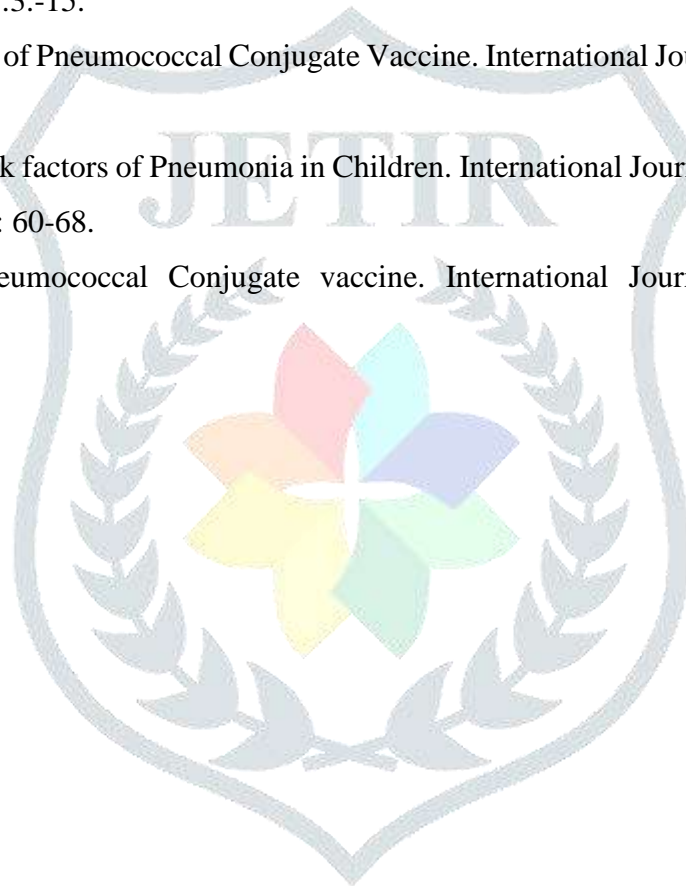 .3.-15.
of Pneumococcal Conjugate Vaccine. International Jou
k factors of Pneumonia in Children. International Journ
: 60-68.
eumococcal Conjugate vaccine. International Jour
JETIR